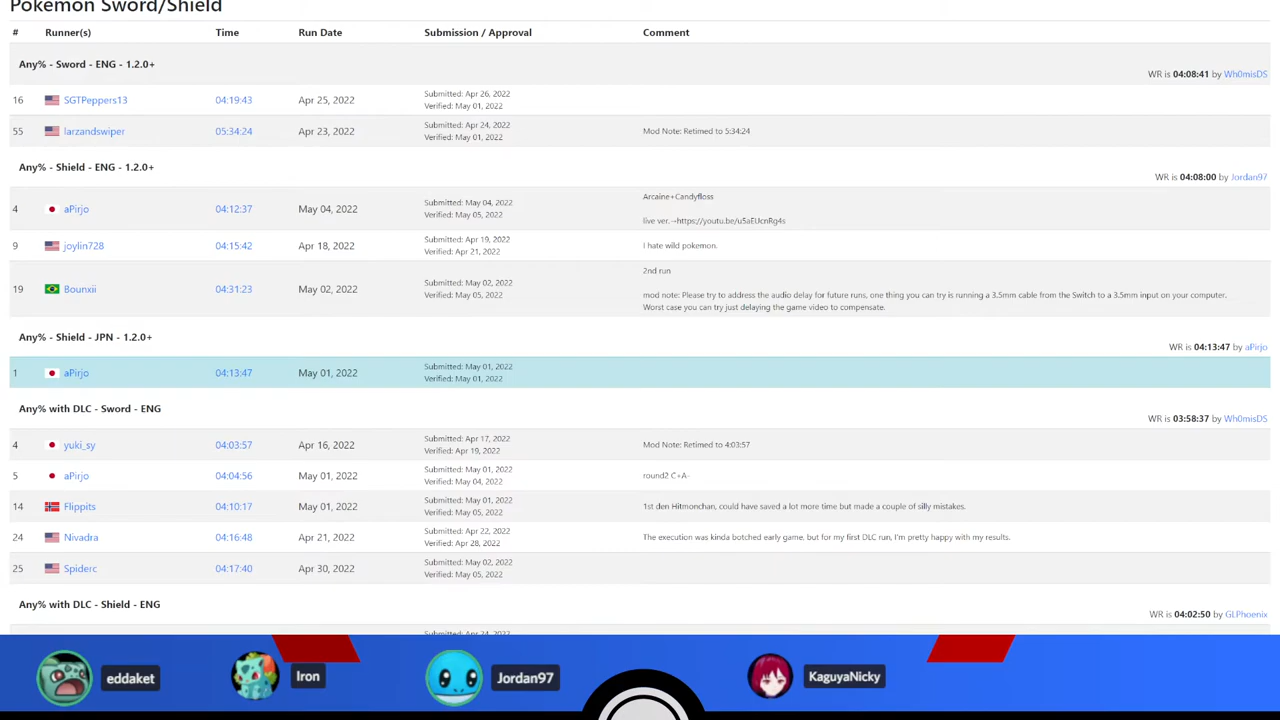 Pokemon Sword/Shield
# Runner(s) Time Run Date Submission / Approval Comment
Any% - Sword - ENG - 1.2.0+
WR is 04:08:41 by Wh0misDS
16 SGTPeppers13 04:19:43 Apr 25, 2022 Submitted: Apr 26, 2022
Verified: May 01, 2022
55 larzandswiper 05:34:24 Apr 23, 2022 Submitted: Apr 24, 2022
Verified: May 01, 2022
Mod Note: Retimed to 5:34:24
Any% - Shield - ENG - 1.2.0+
WR is 04:08:00 by Jordan97
4 aPirjo 04:12:37 May 04, 2022 Submitted: May 04, 2022
Verified: May 05, 2022
Arcaine+Candyfloss
live ver.→https://youtu.be/u5aEUcnRg4s
9 joylin728 04:15:42 Apr 18, 2022 Submitted: Apr 19, 2022
Verified: Apr 21, 2022
I hate wild pokemon.
19 Bounxii 04:31:23 May 02, 2022 Submitted: May 02, 2022
Verified: May 05, 2022
2nd run
mod note: Please try to address the audio delay for future runs, one thing you can try is running a 3.5mm cable from the Switch to a 3.5mm input on your computer.
Worst case you can try just delaying the game video to compensate.
Any% - Shield - JPN - 1.2.0+
WR is 04:13:47 by aPirjo
1 aPirjo 04:13:47 May 01, 2022 Submitted: May 01, 2022
Verified: May 01, 2022
Any% with DLC - Sword - ENG
WR is 03:58:37 by Wh0misDS
4 yuki_sy 04:03:57 Apr 16, 2022 Submitted: Apr 17, 2022
Verified: Apr 19, 2022
Mod Note: Retimed to 4:03:57
5 aPirjo 04:04:56 May 01, 2022 Submitted: May 01, 2022
Verified: May 04, 2022
round2 C+A-
14 Flippits 04:10:17 May 01, 2022 Submitted: May 01, 2022
Verified: May 05, 2022
1st den Hitmonchan, could have saved a lot more time but made a couple of silly mistakes.
24 Nivadra 04:16:48 Apr 21, 2022 Submitted: Apr 22, 2022
Verified: Apr 28, 2022
The execution was kinda botched early game, but for my first DLC run, I'm pretty happy with my results.
25 Spiderc 04:17:40 Apr 30, 2022 Submitted: May 02, 2022
Verified: May 05, 2022
Any% with DLC - Shield - ENG
WR is 04:02:50 by GLPhoenix
eddaket Iron Jordan97 KaguyaNicky